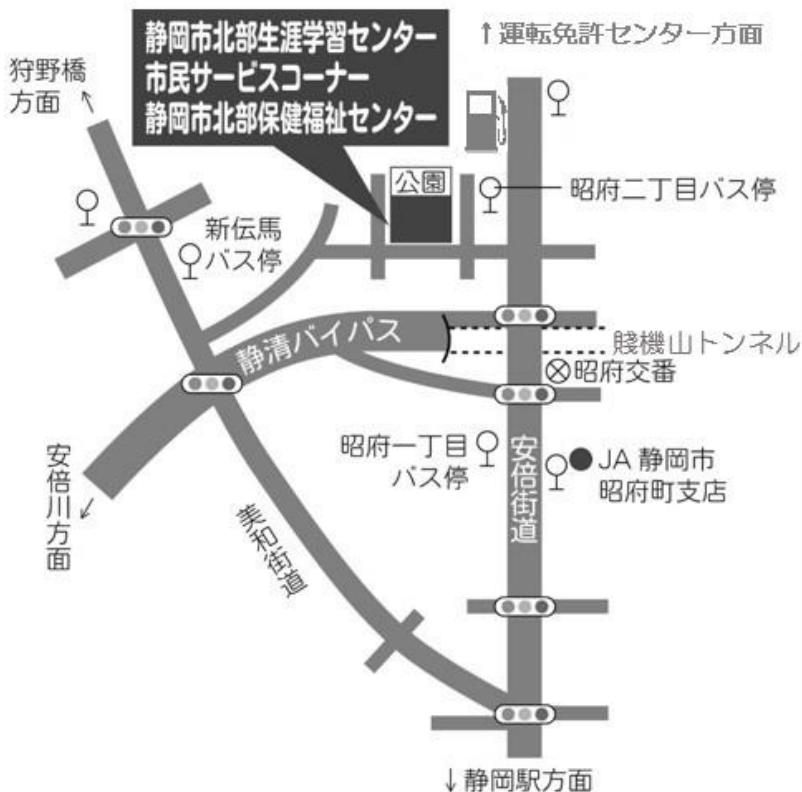 静岡市北部生涯学習センター
市民サービスコーナー
静岡市北部保健福祉センター
↑運転免許センター方面
狩野橋
方面
公園
昭府二丁目バス停
新伝馬
バス停
静清バイパス
賤機山トンネル
昭府交番
昭府一丁目
バス停
安倍街道
JA 静岡市
昭府町支店
安倍川方面
美和街道
↓静岡駅方面